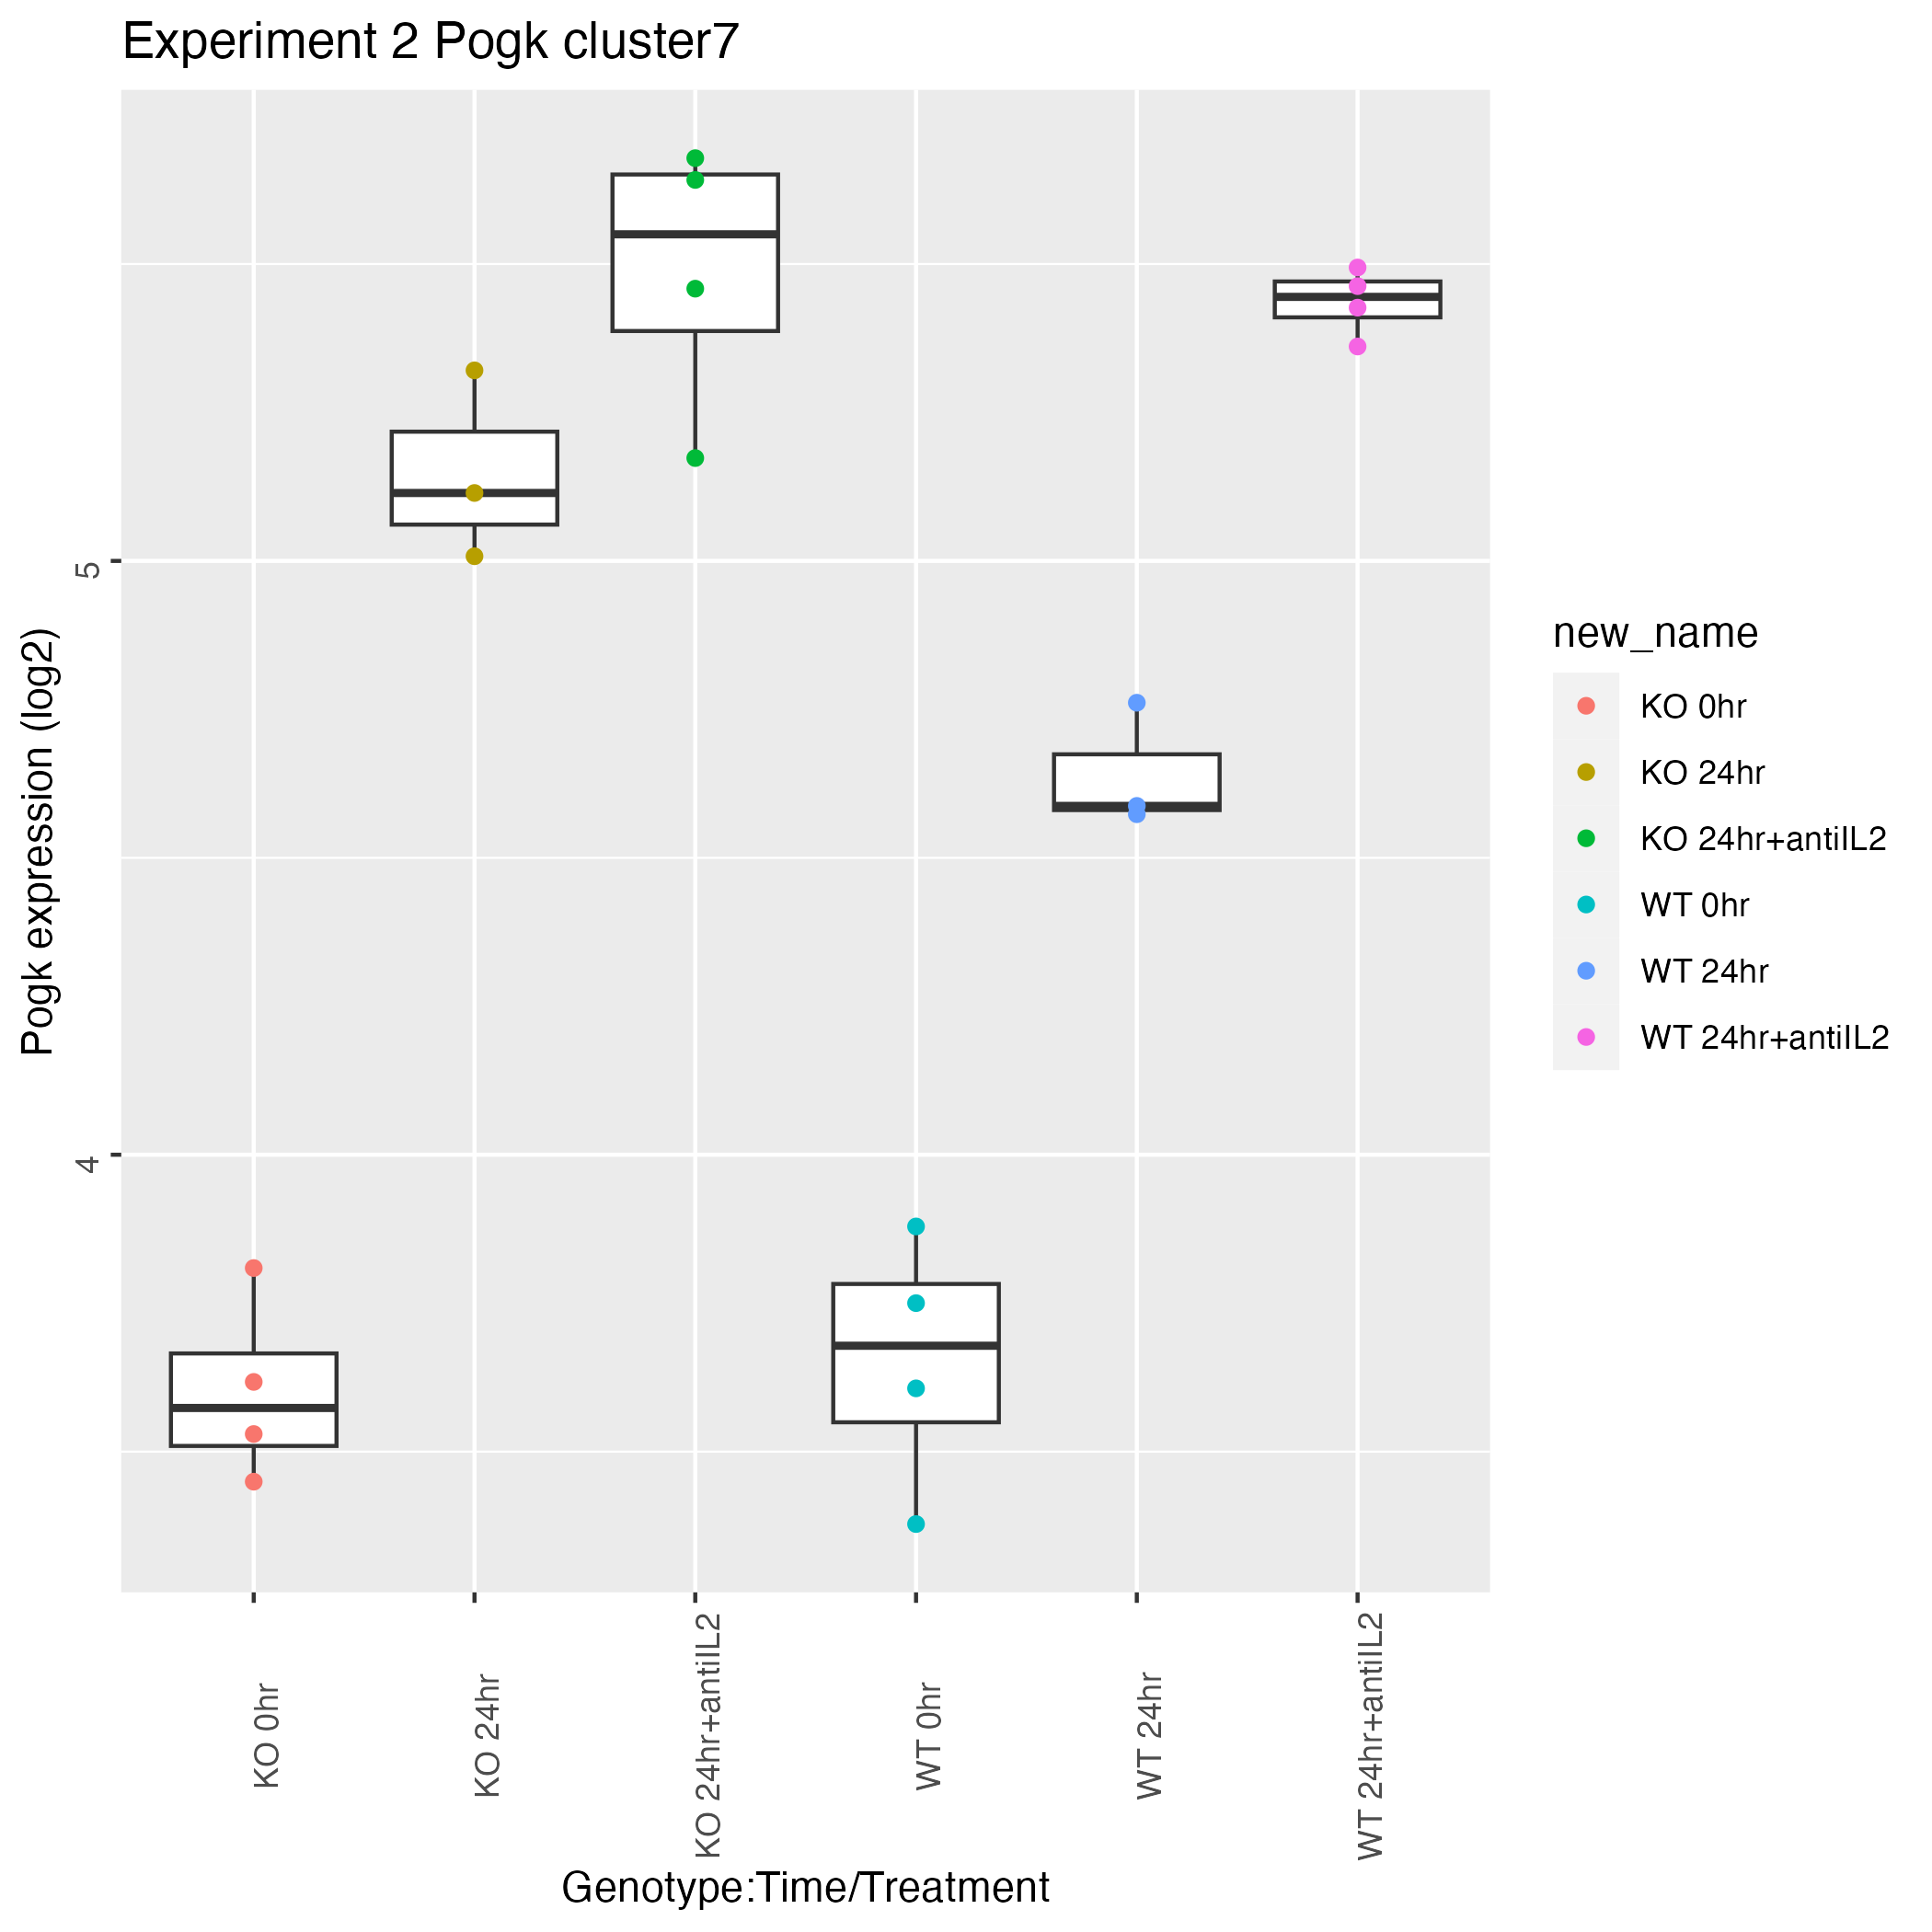 Experiment 2 Pogk cluster7
Pogk expression (log2)
5
4
KO 0hr
KO 24hr
KO 24hr+antiIL2
WT 0hr
WT 24hr
WT 24hr+antiIL2
Genotype:Time/Treatment
new_name
KO 0hr
KO 24hr
KO 24hr+antiIL2
WT 0hr
WT 24hr
WT 24hr+antiIL2